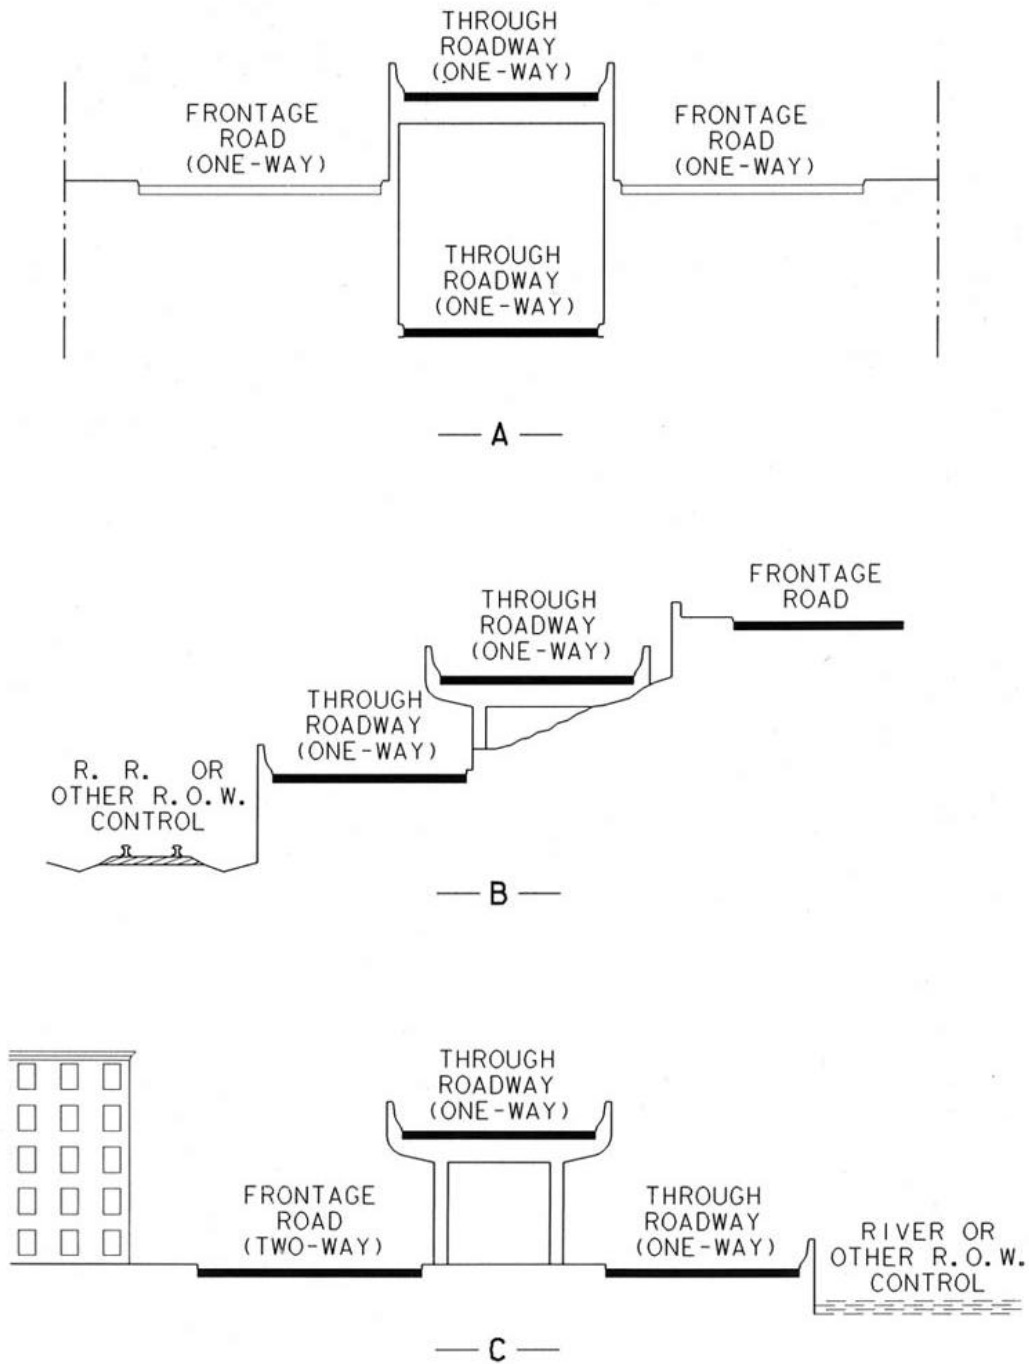 THROUGH
ROADWAY
(ONE-WAY)
FRONTAGE
ROAD
(ONE-WAY)
FRONTAGE
ROAD
(ONE-WAY)
THROUGH
ROADWAY
(ONE-WAY)
A
FRONTAGE
ROAD
THROUGH
ROADWAY
(ONE-WAY)
THROUGH
ROADWAY
(ONE-WAY)
R. R. OR
OTHER R.O.W.
CONTROL
B
THROUGH
ROADWAY
(ONE-WAY)
FRONTAGE
ROAD
(TWO-WAY)
THROUGH
ROADWAY
(ONE-WAY)
RIVER OR
OTHER R.O.W.
CONTROL
C